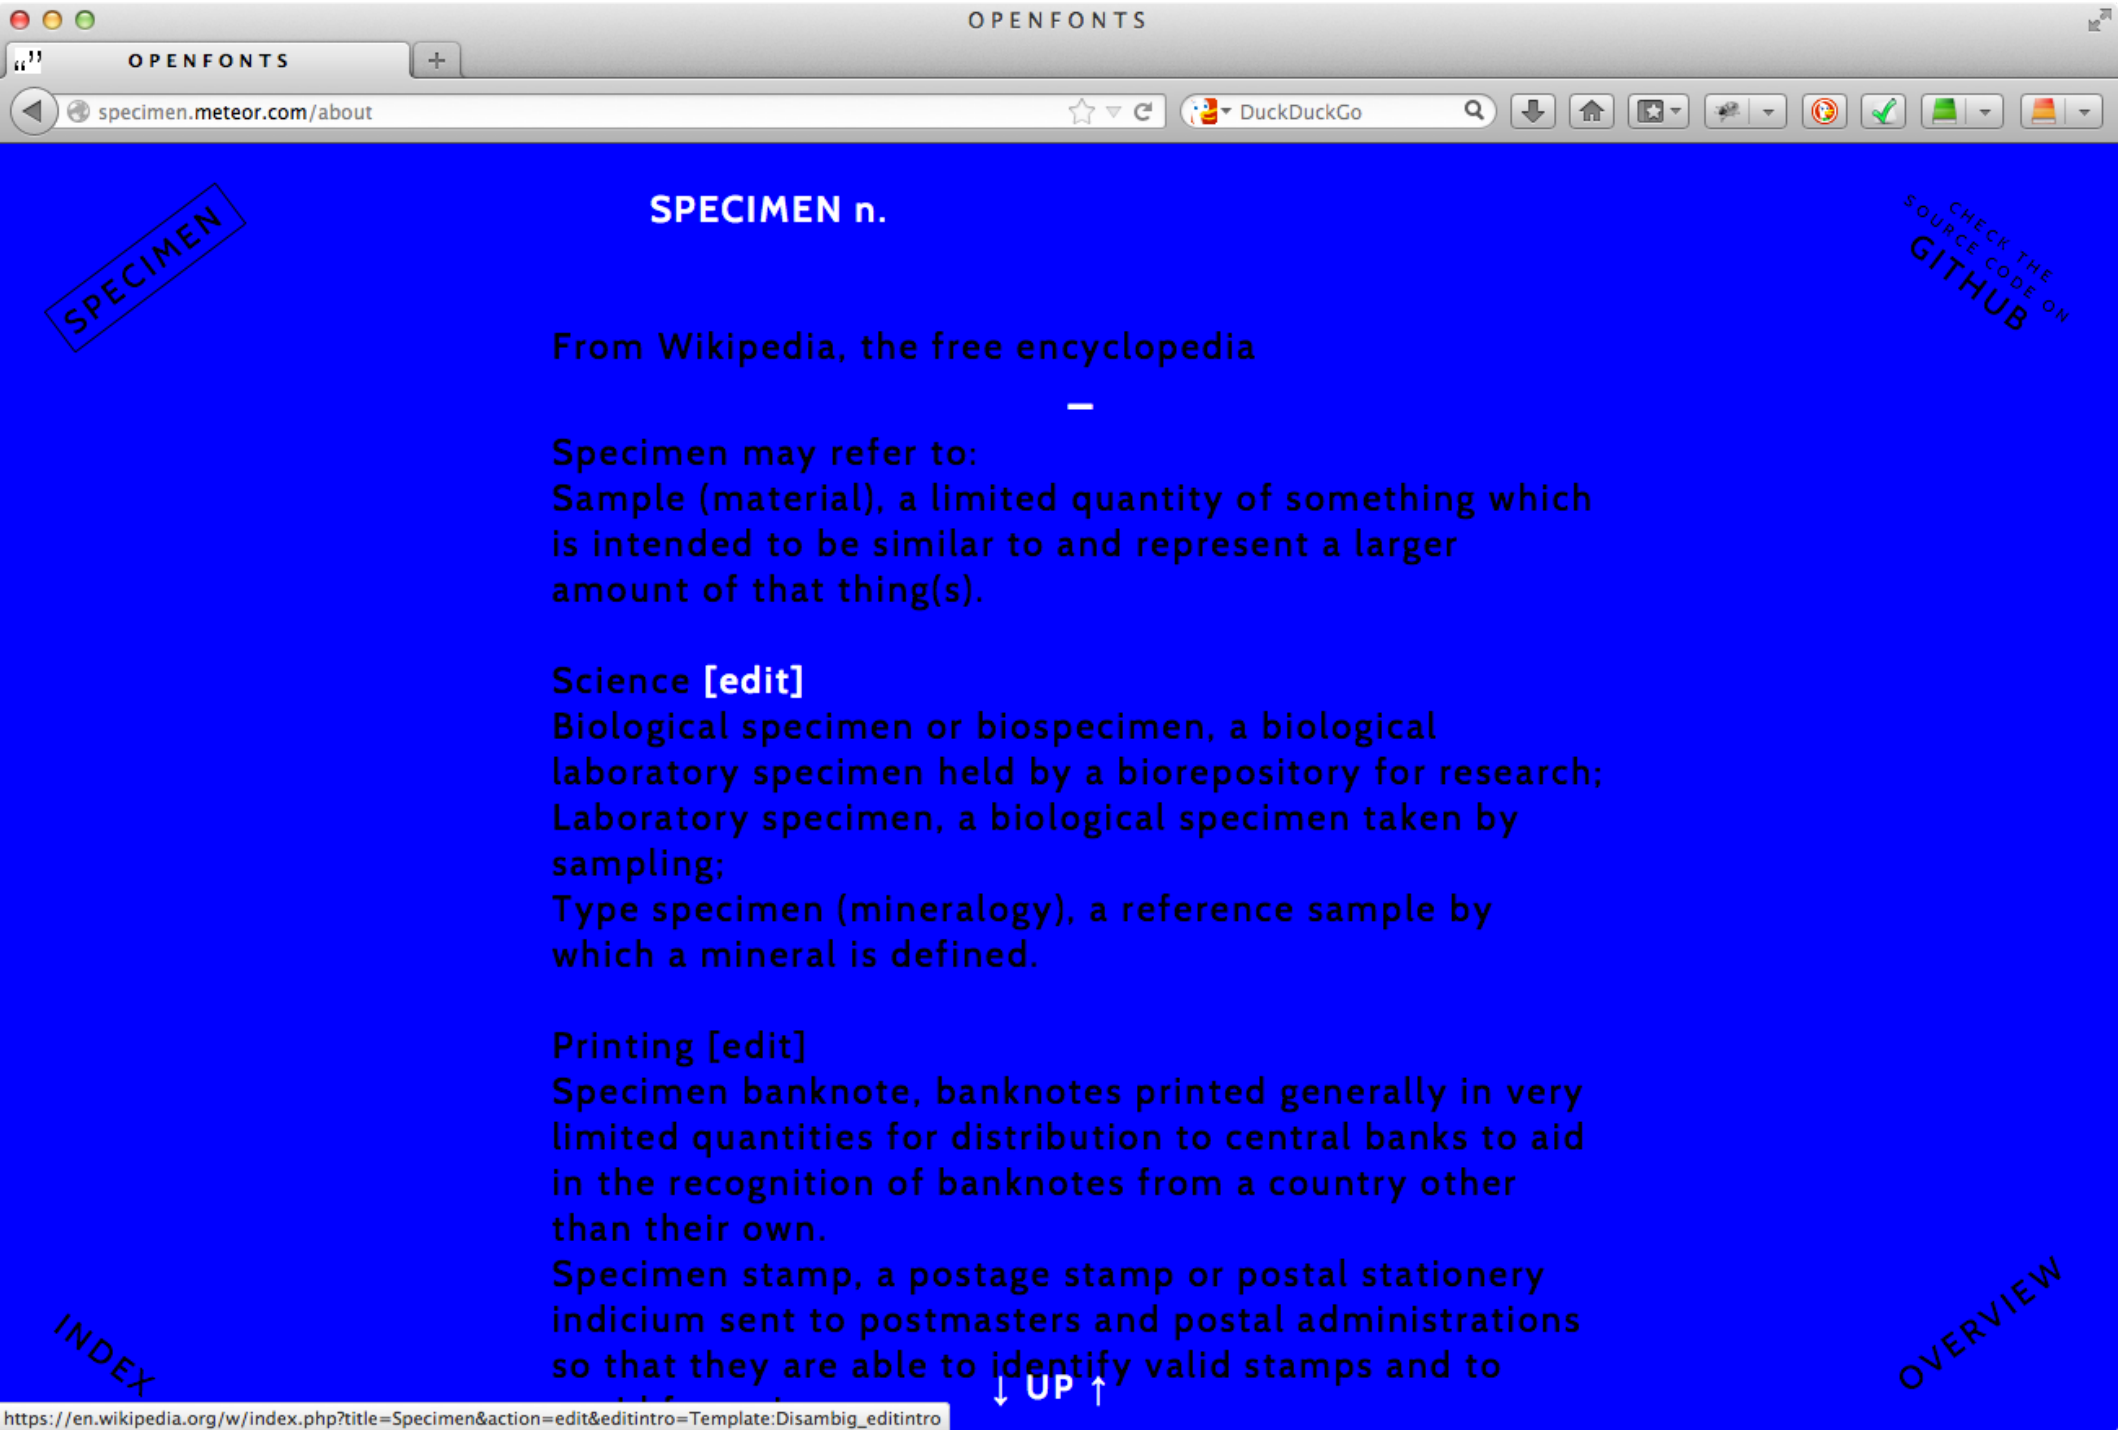 OPENFONTS
OPENFONTS
specimen.meteor.com/about
DuckDuckGo
SPECIMEN
SPECIMEN n.
CHECK THE
SOURCE CODE ON
GITHUB
From Wikipedia, the free encyclopedia
–
Specimen may refer to:
Sample (material), a limited quantity of something which
is intended to be similar to and represent a larger
amount of that thing(s).
Science [edit]
Biological specimen or biospecimen, a biological
laboratory specimen held by a biorepository for research;
Laboratory specimen, a biological specimen taken by
sampling;
Type specimen (mineralogy), a reference sample by
which a mineral is defined.
Printing [edit]
Specimen banknote, banknotes printed generally in very
limited quantities for distribution to central banks to aid
in the recognition of banknotes from a country other
than their own.
Specimen stamp, a postage stamp or postal stationery
indicium sent to postmasters and postal administrations
so that they are able to identify valid stamps and to
↓ UP ↑
INDEX
OVERVIEW
https://en.wikipedia.org/w/index.php?title=Specimen&action=edit&editintro=Template:Disambig_editintro